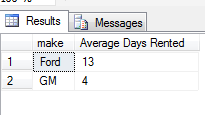 Results Messages
make Average Days Rented
1 Ford 13
2 GM 4